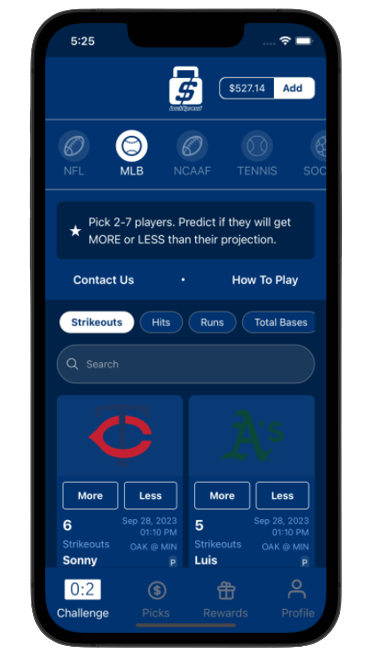 5:25
$
$527.14 Add
NFL MLB NCAAF TENNIS SOC
Pick 2-7 players. Predict if they will get
MORE or LESS than their projection.
Contact Us • How To Play
Strikeouts Hits Runs Total Bases
Search
C A's
More Less More Less
6 Sep 28, 2023 5 Sep 28, 2023
01:10 PM 01:10 PM
Strikeouts OAK @ MIN Strikeouts OAK @ MIN
Sonny P Luis P
0:2 $
Challenge Picks Rewards Profile